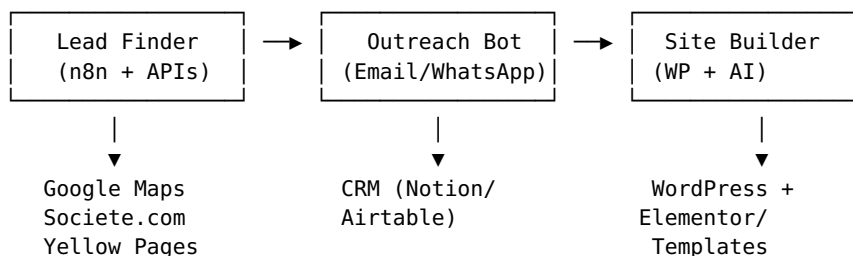 Lead Finder
(n8n + APIs)
Outreach Bot
(Email/WhatsApp)
Site Builder
(WP + AI)
Google Maps
Societe.com
Yellow Pages
CRM (Notion/
Airtable)
WordPress +
Elementor/
Templates